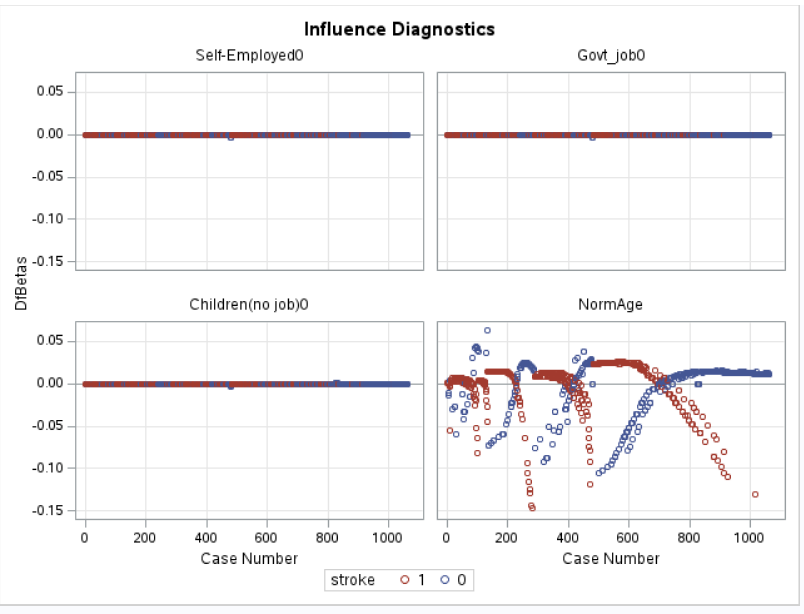 Influence Diagnostics
Self-Employed0 Govt_job0
0.05
0.00
-0.05
-0.10
-0.15
DfBetas
Children(no job)0 NormAge
0.05
0.00
-0.05
-0.10
-0.15
0 200 400 600 800 1000 0 200 400 600 800 1000
Case Number Case Number
stroke 1 0